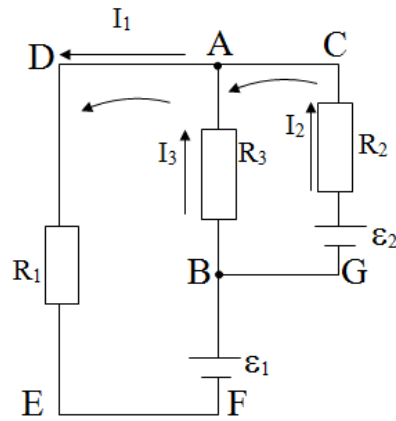 I₁
D A C
I₃ R₃ I₂ R₂
ε₂
R₁ B G
ε₁
E F